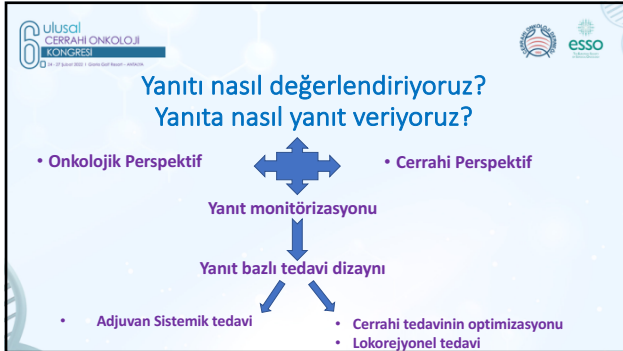 6. ulusal
CERRAHİ ONKOLOJİ
KONGRESİ
esso
Yanıtı nasıl değerlendiriyoruz?
Yanıta nasıl yanıt veriyoruz?
• Onkolojik Perspektif
• Cerrahi Perspektif
Yanıt monitörizasyonu
Yanıt bazlı tedavi dizaynı
• Adjuvan Sistemik tedavi
• Cerrahi tedavinin optimizasyonu
• Lokorejyonel tedavi